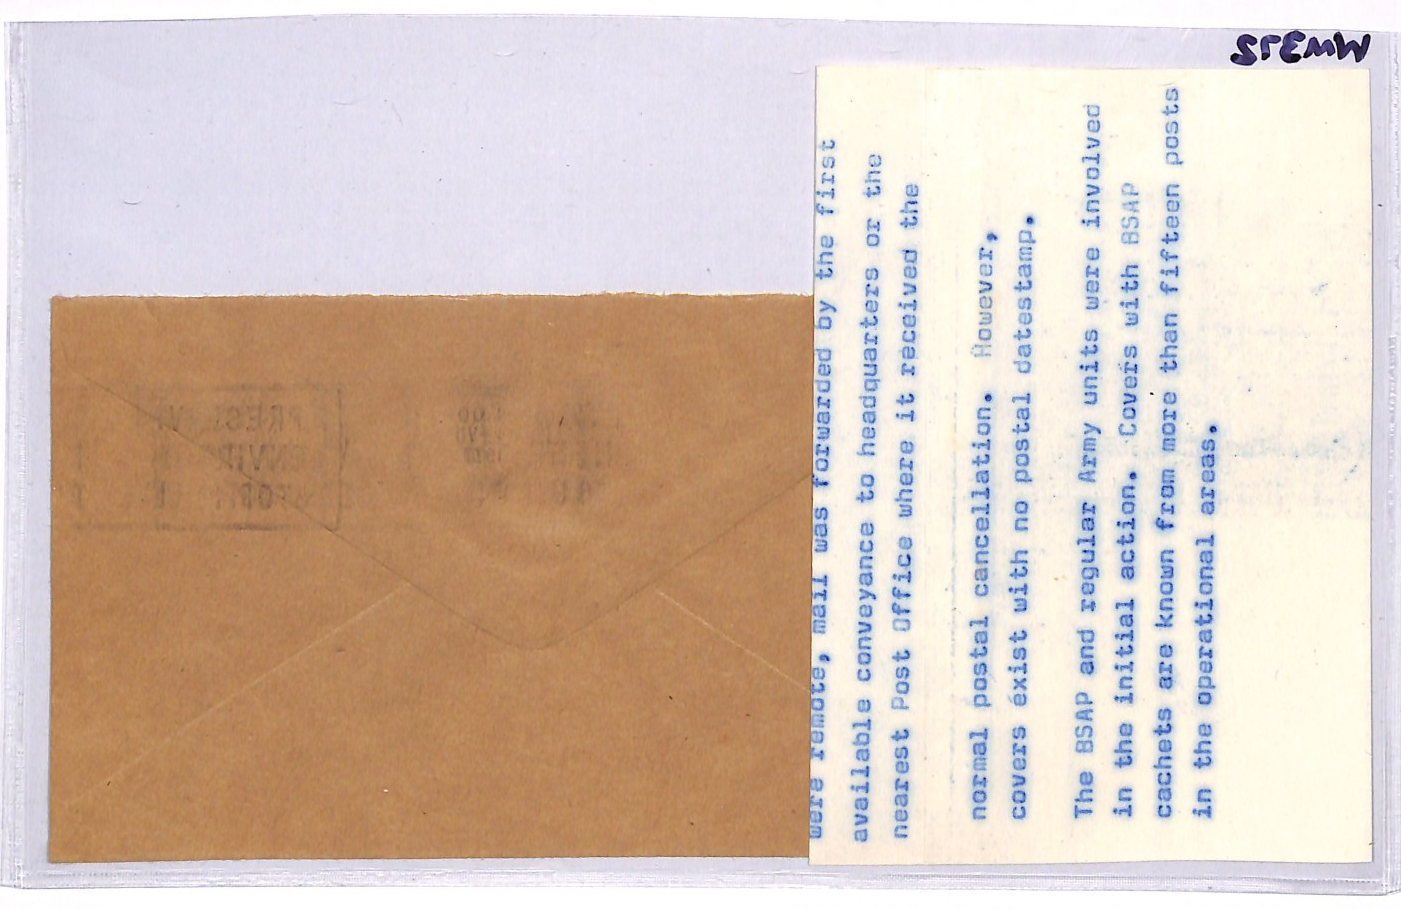 MW312
were remote, mail was forwarded by the first
available conveyance to headquarters or the
nearest Post Office where it received the
normal postal cancellation. However,
covers exist with no postal datestamp.
The BSAP and regular Army units were involved
in the initial action. Covers with BSAP
cachets are known from more than fifteen posts
in the operational areas.